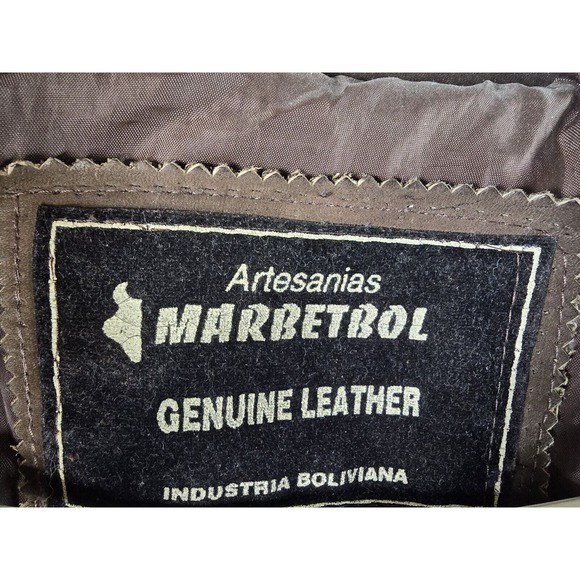 Artesanias
MARBETBOL
GENUINE LEATHER
INDUSTRIA BOLIVIANA